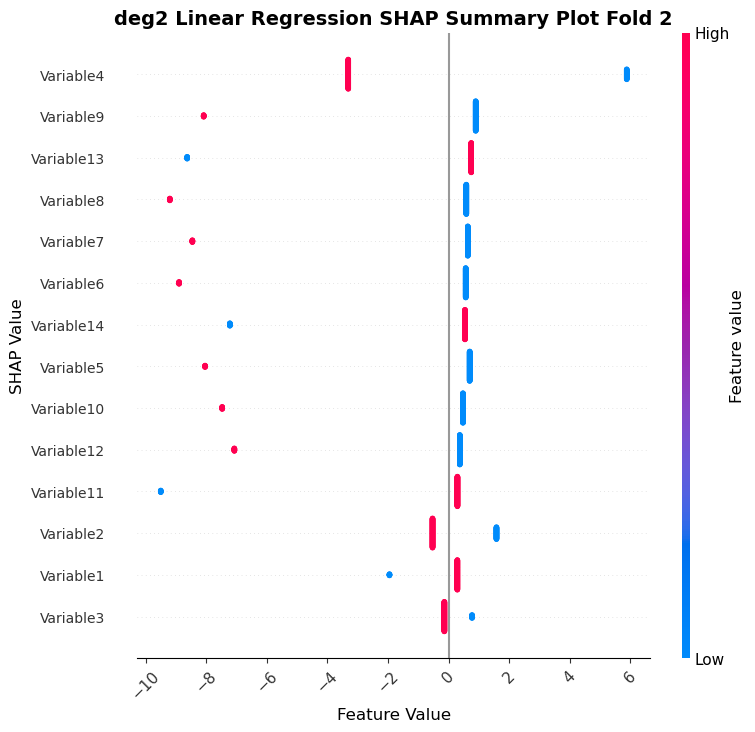 deg2 Linear Regression SHAP Summary Plot Fold 2
High
Variable4
Variable9
Variable13
Variable8
Variable7
Variable6
Variable14
Variable5
Variable10
Variable12
Variable11
Variable2
Variable1
Variable3
SHAP Value
−10
−8
−6
−4
−2
0
2
4
6
Feature Value
Low
Feature value